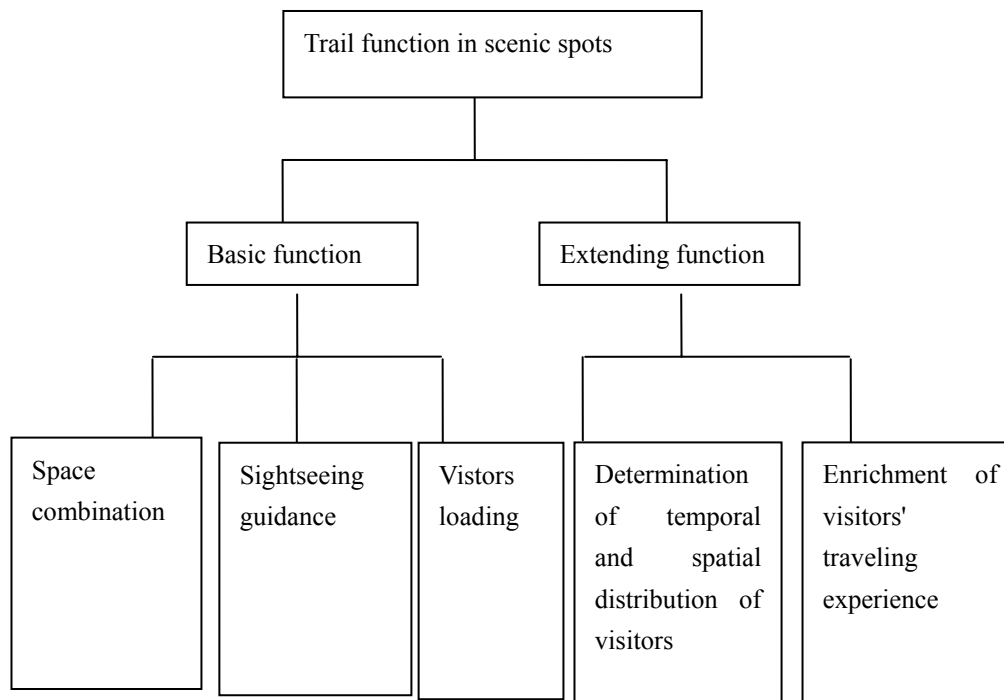 Trail function in scenic spots
Basic function
Extending function
Space
combination
Sightseeing
guidance
Vistors
loading
Determination
of temporal
and spatial
distribution of
visitors
Enrichment of
visitors'
traveling
experience